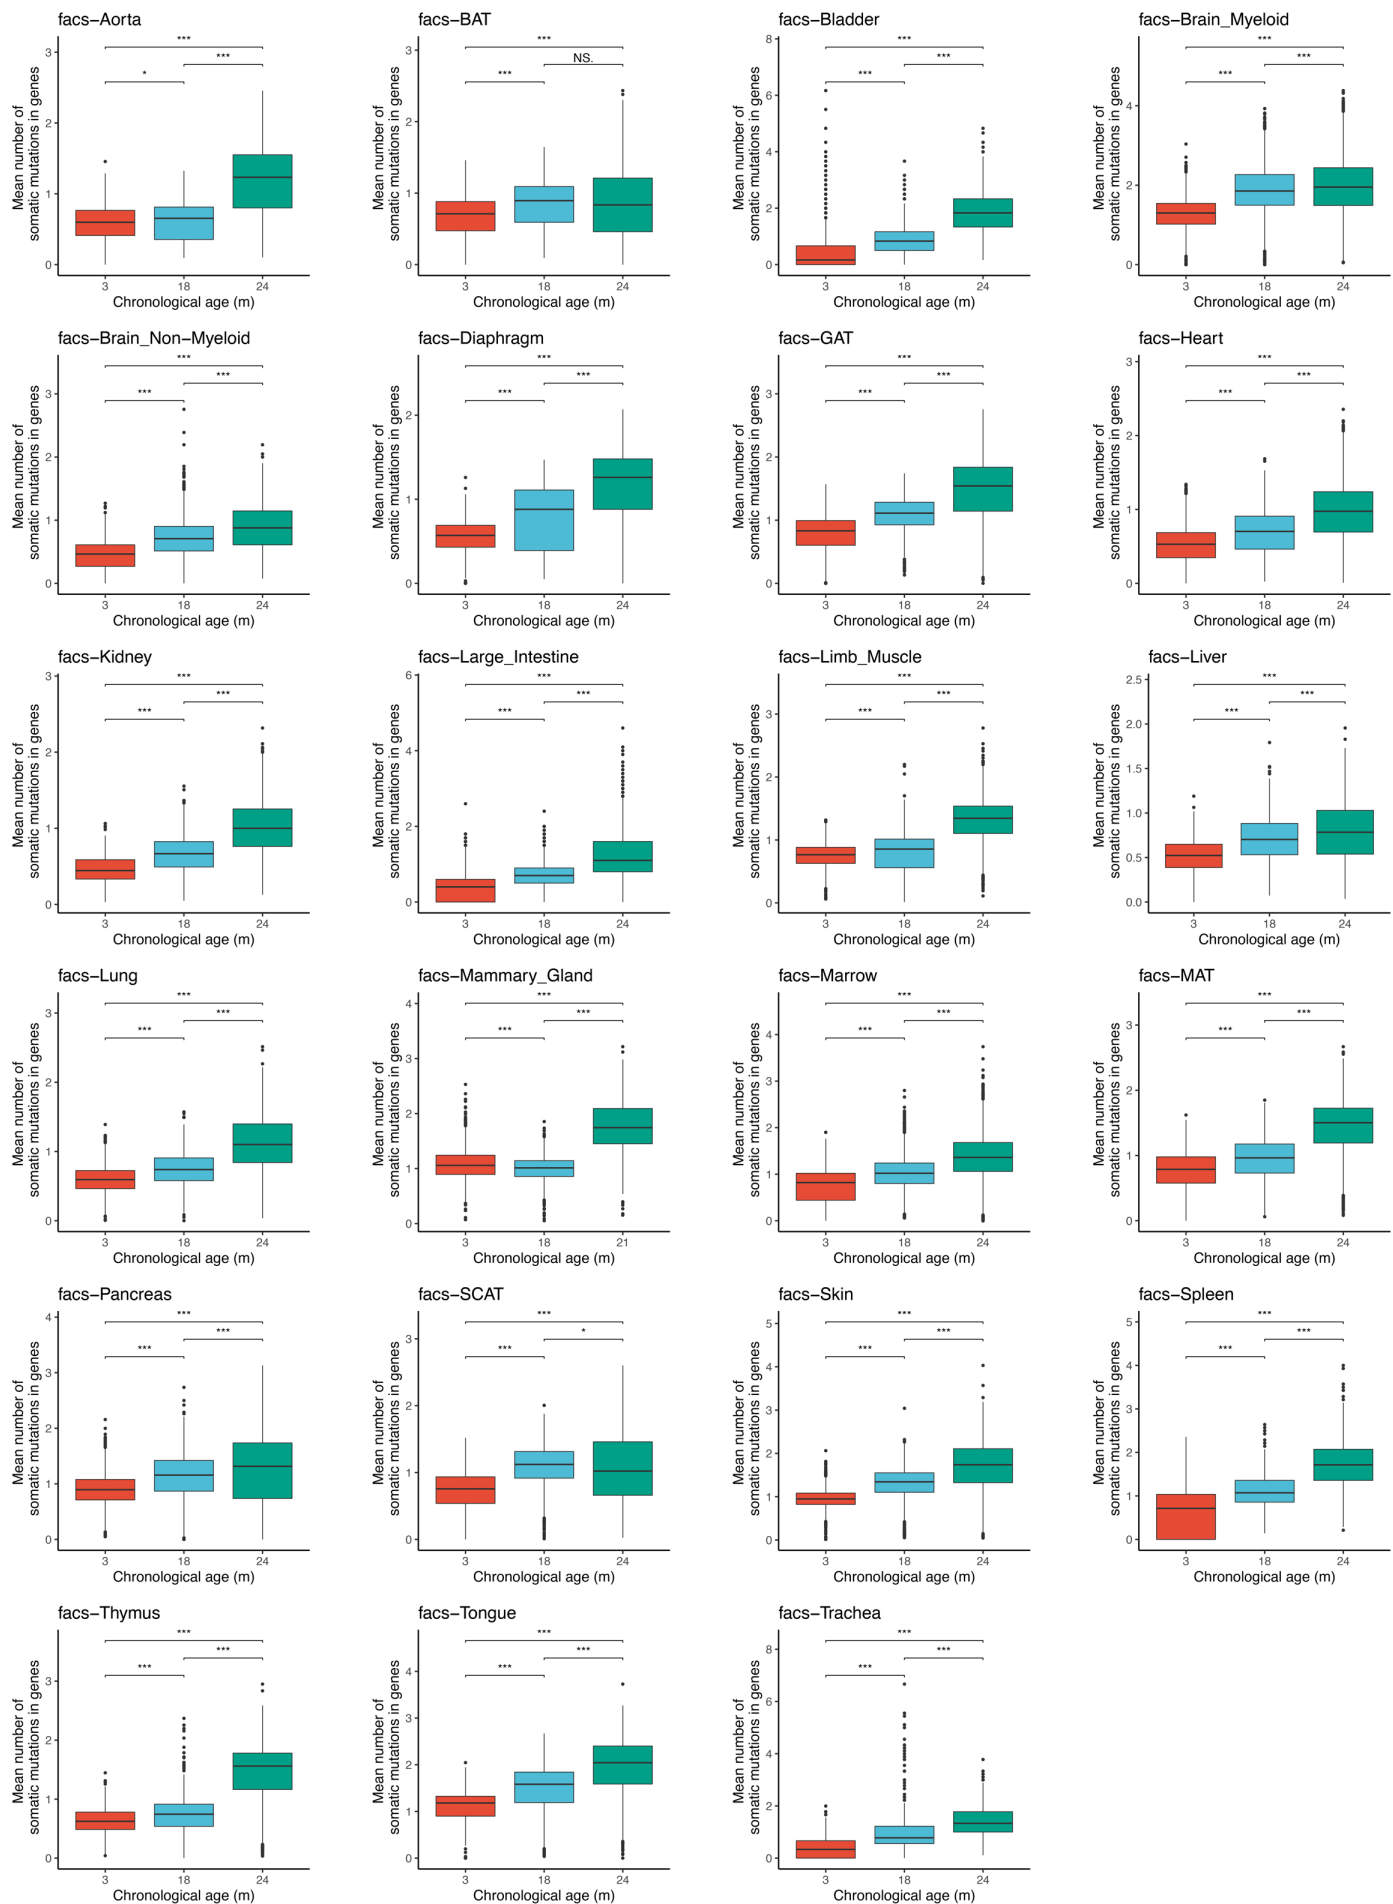 facs−Aorta
Mean number of
somatic mutations in genes
3
2
1
0
***
*
***
3
18
24
Chronological age (m)
facs−BAT
Mean number of
somatic mutations in genes
3
2
1
0
***
***
NS.
3
18
24
Chronological age (m)
facs−Bladder
Mean number of
somatic mutations in genes
8
6
4
2
0
***
***
***
3
18
24
Chronological age (m)
facs−Brain_Myeloid
Mean number of
somatic mutations in genes
4
2
0
***
***
***
3
18
24
Chronological age (m)
facs−Brain_Non−Myeloid
Mean number of
somatic mutations in genes
3
2
1
0
***
***
***
3
18
24
Chronological age (m)
facs−Diaphragm
Mean number of
somatic mutations in genes
2
1
0
***
***
***
3
18
24
Chronological age (m)
facs−GAT
Mean number of
somatic mutations in genes
3
2
1
0
***
***
***
3
18
24
Chronological age (m)
facs−Heart
Mean number of
somatic mutations in genes
3
2
1
0
***
***
***
3
18
24
Chronological age (m)
facs−Kidney
Mean number of
somatic mutations in genes
3
2
1
0
***
***
***
3
18
24
Chronological age (m)
facs−Large_Intestine
Mean number of
somatic mutations in genes
6
4
2
0
***
***
***
3
18
24
Chronological age (m)
facs−Limb_Muscle
Mean number of
somatic mutations in genes
3
2
1
0
***
***
***
3
18
24
Chronological age (m)
facs−Liver
Mean number of
somatic mutations in genes
2.5
2.0
1.5
1.0
0.5
0.0
***
***
***
3
18
24
Chronological age (m)
facs−Lung
Mean number of
somatic mutations in genes
3
2
1
0
***
***
***
3
18
24
Chronological age (m)
facs−Mammary_Gland
Mean number of
somatic mutations in genes
4
3
2
1
0
***
***
***
3
18
21
Chronological age (m)
facs−Marrow
Mean number of
somatic mutations in genes
4
3
2
1
0
***
***
***
3
18
24
Chronological age (m)
facs−MAT
Mean number of
somatic mutations in genes
3
2
1
0
***
***
***
3
18
24
Chronological age (m)
facs−Pancreas
Mean number of
somatic mutations in genes
4
3
2
1
0
***
***
***
3
18
24
Chronological age (m)
facs−SCAT
Mean number of
somatic mutations in genes
3
2
1
0
***
***
*
3
18
24
Chronological age (m)
facs−Skin
Mean number of
somatic mutations in genes
5
4
3
2
1
0
***
***
***
3
18
24
Chronological age (m)
facs−Spleen
Mean number of
somatic mutations in genes
5
4
3
2
1
0
***
***
***
3
18
24
Chronological age (m)
facs−Thymus
Mean number of
somatic mutations in genes
3
2
1
0
***
***
***
3
18
24
Chronological age (m)
facs−Tongue
Mean number of
somatic mutations in genes
4
3
2
1
0
***
***
***
3
18
24
Chronological age (m)
facs−Trachea
Mean number of
somatic mutations in genes
8
6
4
2
0
***
***
***
3
18
24
Chronological age (m)